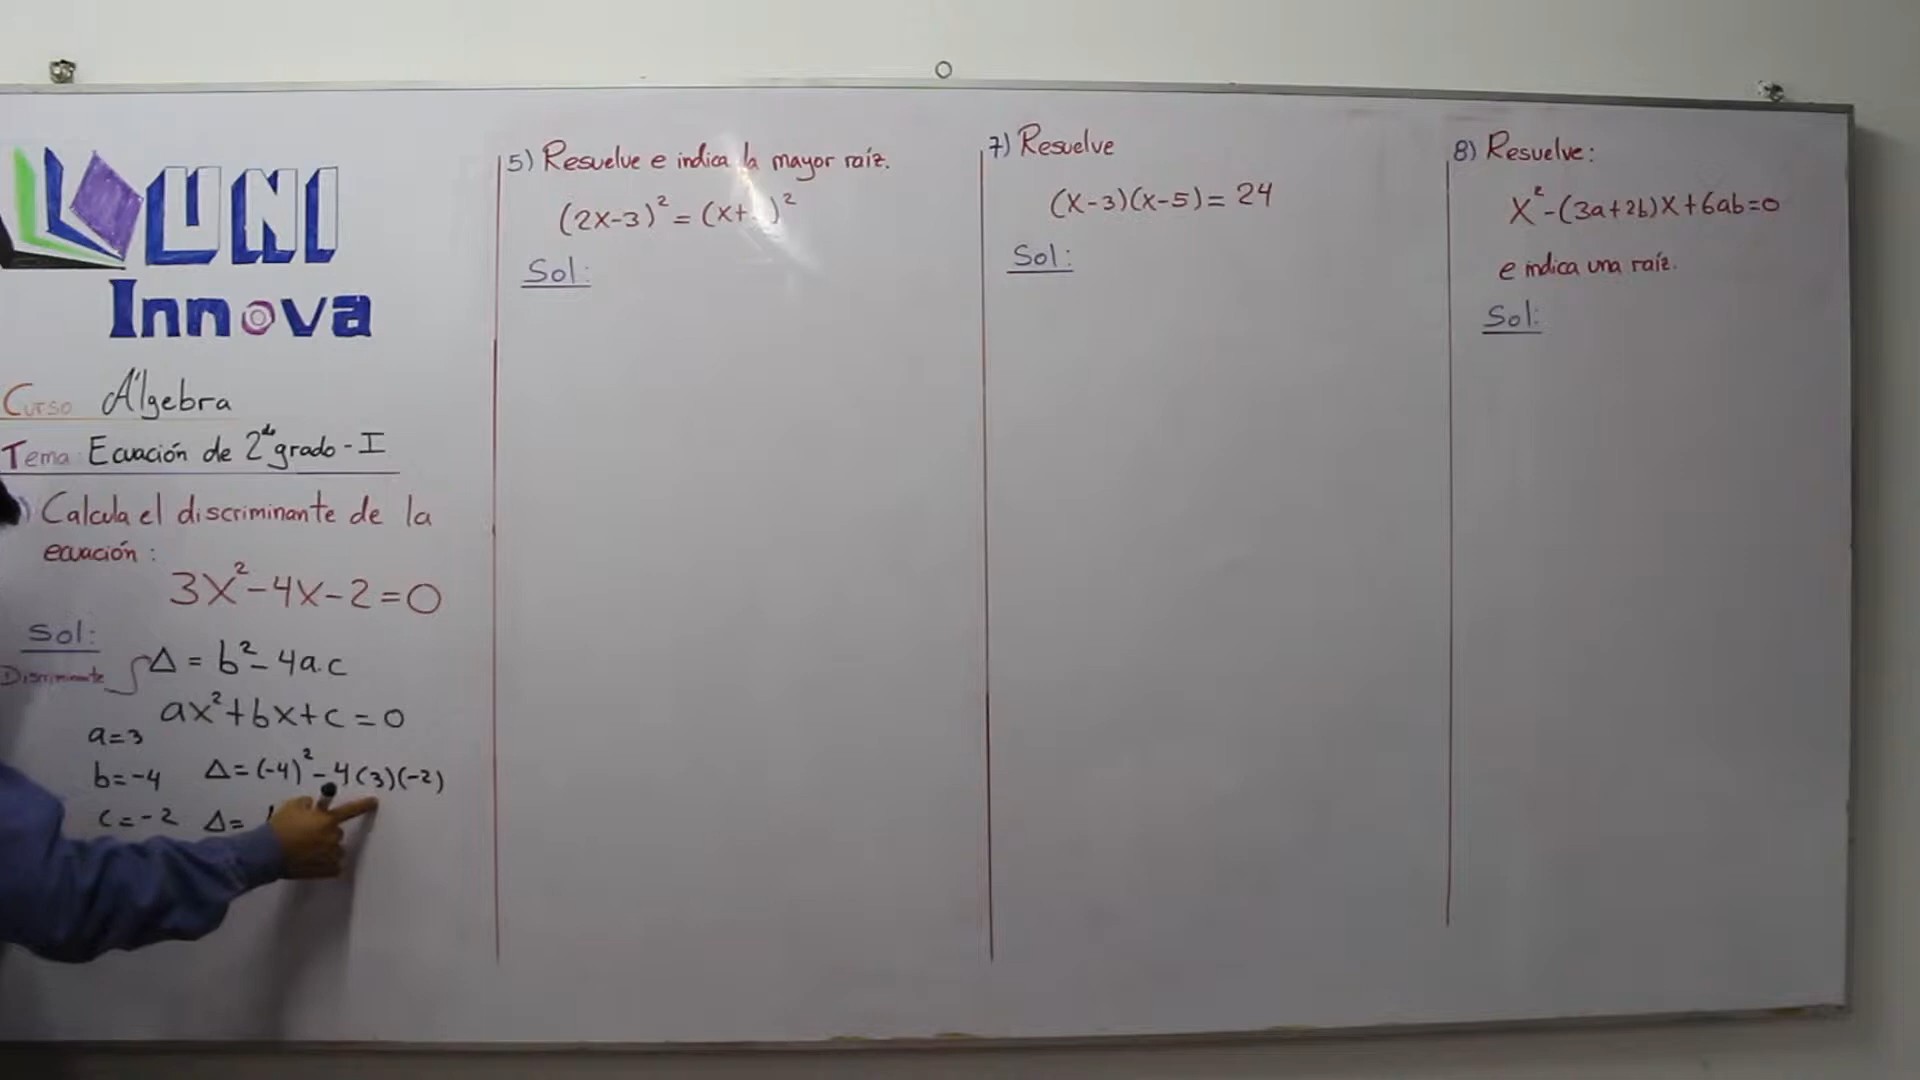 UNI
Innova
Curso Álgebra
Tema: Ecuación de 2do grado - I
) Calcula el discriminante de la
ecuación:
3x²-4x-2=0
Sol:
Discriminante Δ = b²-4a.c
ax²+bx+c=0
a=3
b=-4 Δ=(-4)²-4(3)(-2)
c=-2 Δ=
5) Resuelve e indica la mayor raíz.
(2x-3)²=(x+ )²
Sol:
7) Resuelve
(x-3)(x-5)=24
Sol:
8) Resuelve:
x²-(3a+2b)x+6ab=0
e indica una raíz.
Sol: